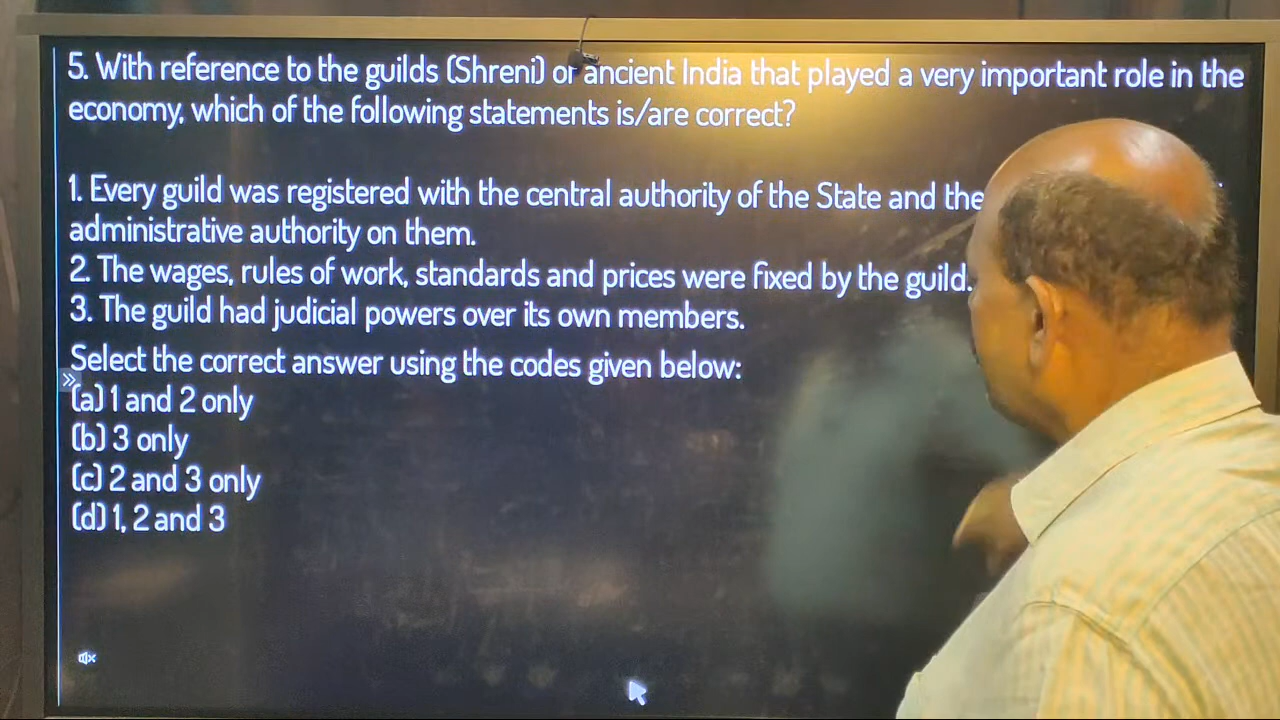 5. With reference to the guilds (Shreni) of ancient India that played a very important role in the
economy, which of the following statements is/are correct?
1. Every guild was registered with the central authority of the State and the
administrative authority on them.
2. The wages, rules of work, standards and prices were fixed by the guild.
3. The guild had judicial powers over its own members.
Select the correct answer using the codes given below:
(a) 1 and 2 only
(b) 3 only
(c) 2 and 3 only
(d) 1, 2 and 3